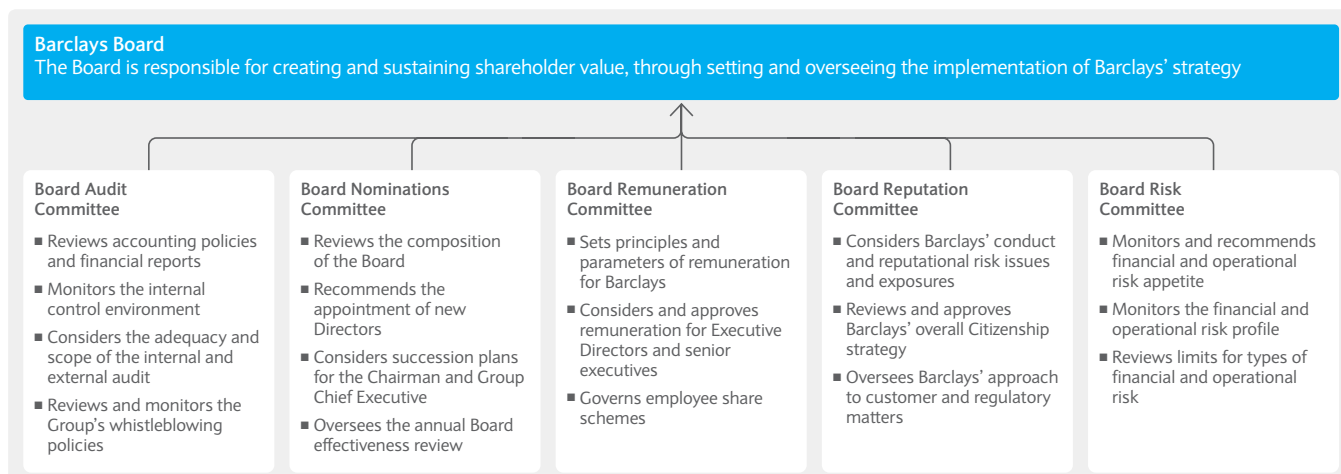 Barclays Board
The Board is responsible for creating and sustaining shareholder value, through setting and overseeing the implementation of Barclays’ strategy
Board Audit
Committee
■ Reviews accounting policies
and financial reports
■ Monitors the internal
control environment
■ Considers the adequacy and
scope of the internal and
external audit
■ Reviews and monitors the
Group’s whistleblowing
policies
Board Nominations
Committee
■ Reviews the composition
of the Board
■ Recommends the
appointment of new
Directors
■ Considers succession plans
for the Chairman and Group
Chief Executive
■ Oversees the annual Board
effectiveness review
Board Remuneration
Committee
■ Sets principles and
parameters of remuneration
for Barclays
■ Considers and approves
remuneration for Executive
Directors and senior
executives
■ Governs employee share
schemes
Board Reputation
Committee
■ Considers Barclays’ conduct
and reputational risk issues
and exposures
■ Reviews and approves
Barclays’ overall Citizenship
strategy
■ Oversees Barclays’ approach
to customer and regulatory
matters
Board Risk
Committee
■ Monitors and recommends
financial and operational
risk appetite
■ Monitors the financial and
operational risk profile
■ Reviews limits for types of
financial and operational
risk